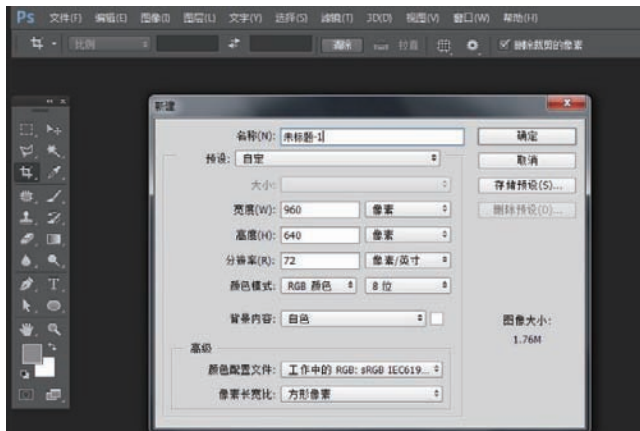 Ps 文件(F) 编辑(E) 图像(I) 图层(L) 文字(Y) 选择(S) 滤镜(T) 3D(D) 视图(V) 窗口(W) 帮助(H)
比例 清除 拉直 删除裁剪的像素
新建
名称(N): 未标题-1 确定
预设: 自定 取消
大小: 存储预设(S)...
宽度(W): 960 像素 删除预设(D)...
高度(H): 640 像素
分辨率(R): 72 像素/英寸
颜色模式: RGB 颜色 8 位
背景内容: 白色 图像大小:
1.76M
高级
颜色配置文件: 工作中的 RGB: sRGB IEC619...
像素长宽比: 方形像素